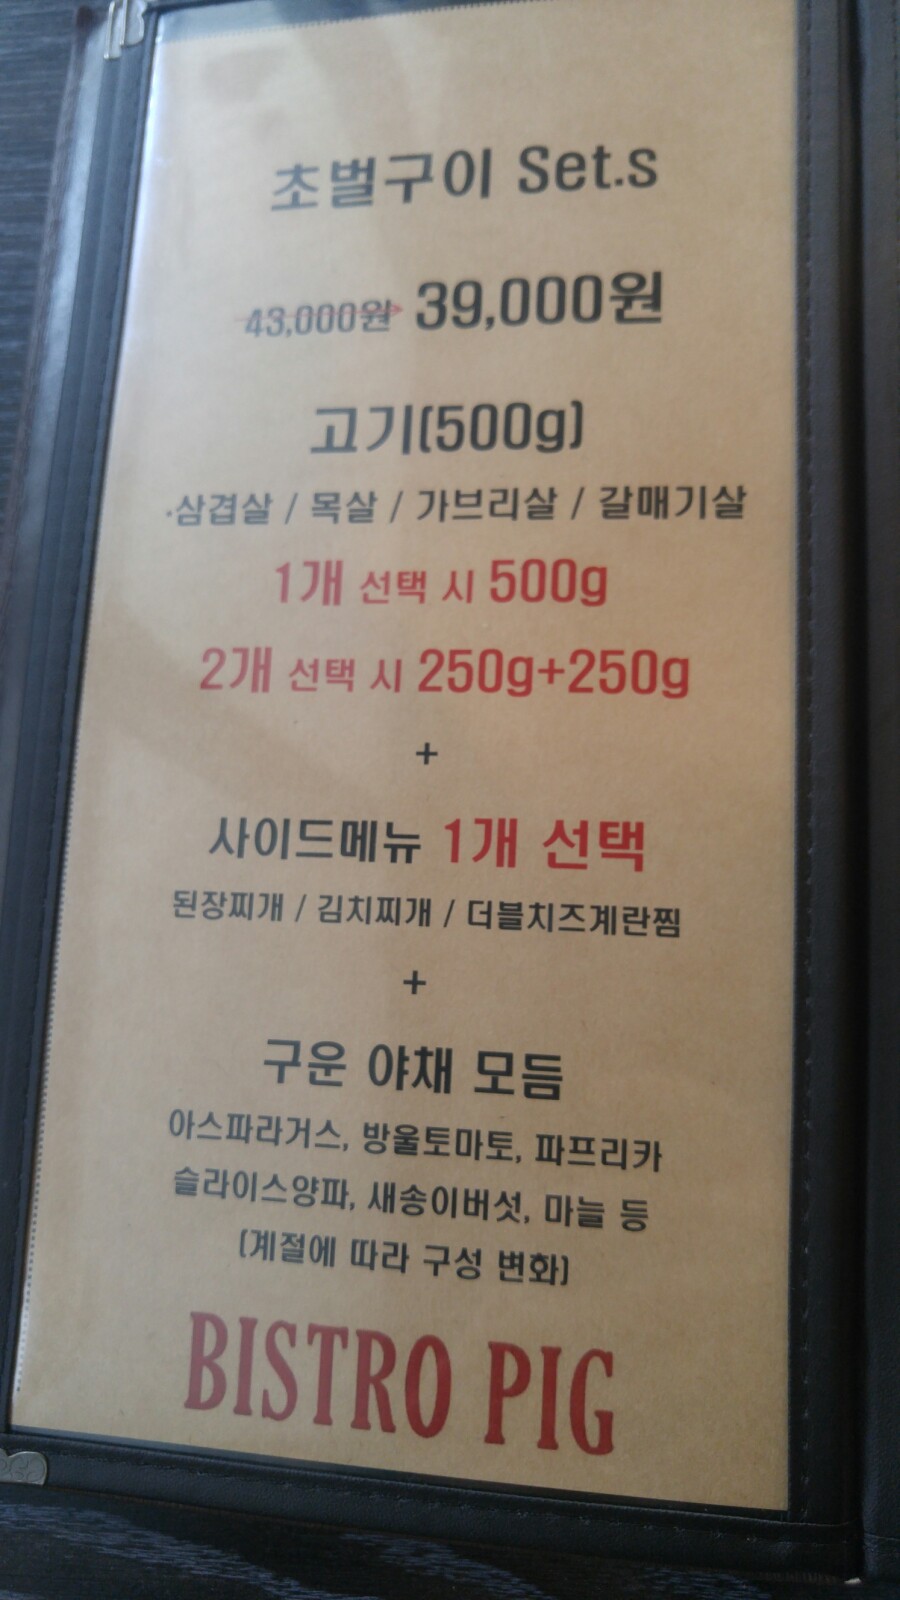 초벌구이 Set.s
43,000원 39,000원
고기(500g)
·삼겹살 / 목살 / 가브리살 / 갈매기살
1개 선택 시 500g
2개 선택 시 250g+250g
+
사이드메뉴 1개 선택
된장찌개 / 김치찌개 / 더블치즈계란찜
+
구운 야채 모듬
아스파라거스, 방울토마토, 파프리카
슬라이스양파, 새송이버섯, 마늘 등
(계절에 따라 구성 변화)
BISTRO PIG